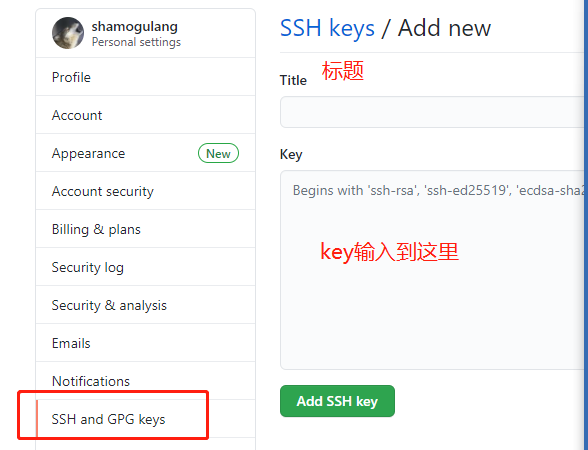 shamogulang
Personal settings
Profile
Account
Appearance New
Account security
Billing & plans
Security log
Security & analysis
Emails
Notifications
SSH and GPG keys
SSH keys / Add new
Title 标题
Key
Begins with 'ssh-rsa', 'ssh-ed25519', 'ecdsa-sha2
key输入到这里
Add SSH key